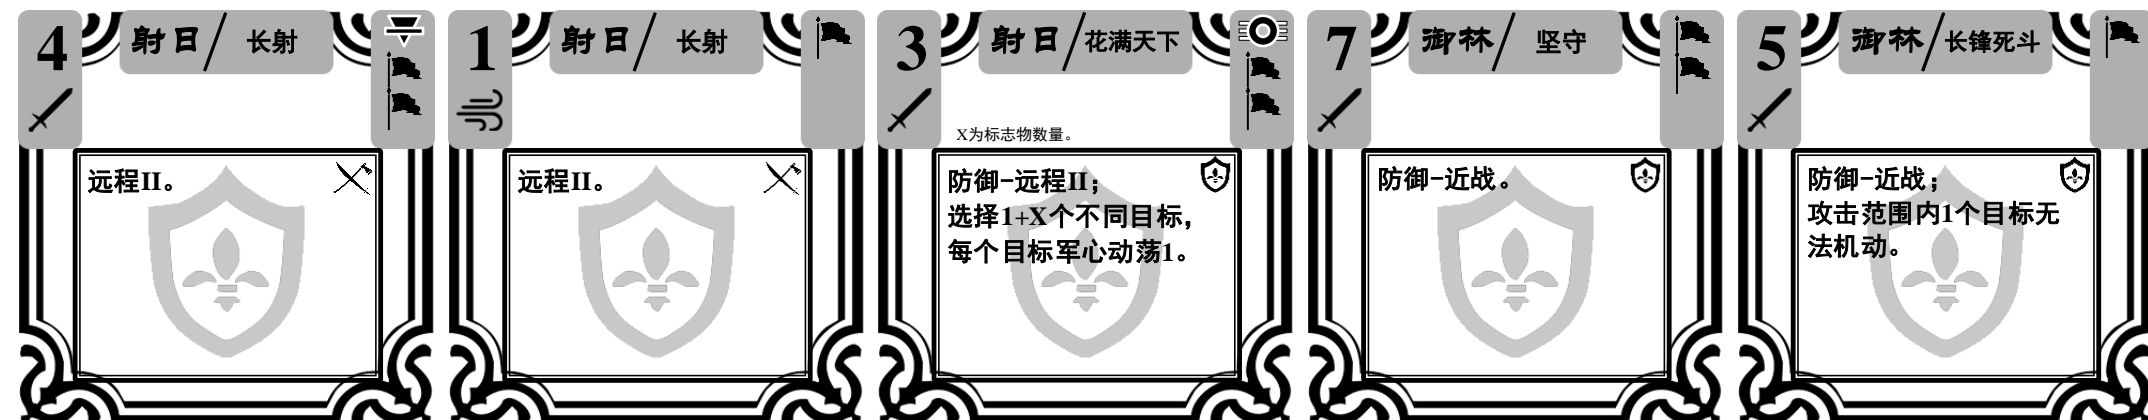 4
射日/ 长射
远程II。
1
射日/ 长射
远程II。
3
射日/花满天下
X为标志物数量。
防御-远程II；
选择1+X个不同目标，
每个目标军心动荡1。
7
御林/ 坚守
防御-近战。
5
御林/长锋死斗
防御-近战；
攻击范围内1个目标无
法机动。